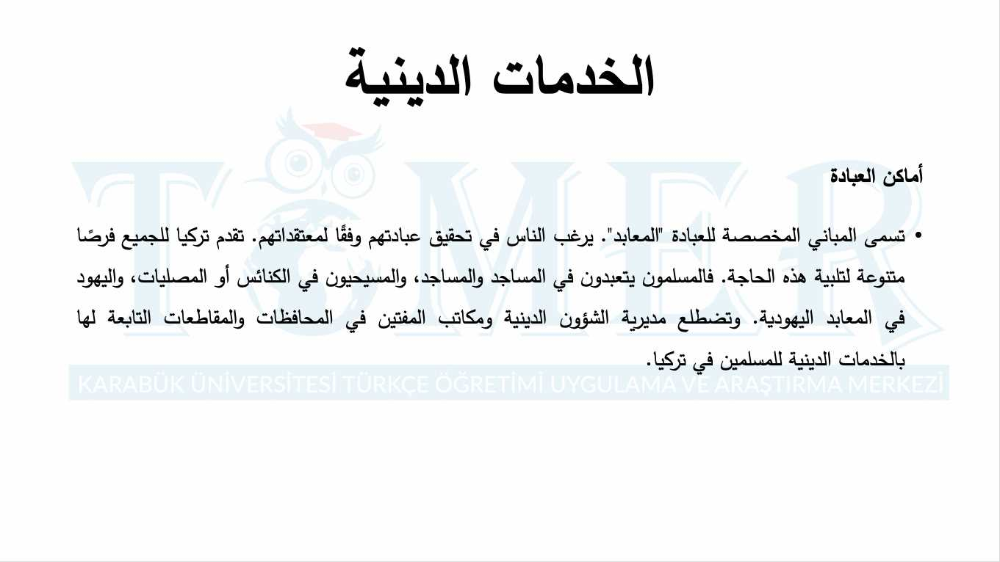 الخدمات الدينية
أماكن العبادة
• تسمى المباني المخصصة للعبادة "المعابد". يرغب الناس في تحقيق عبادتهم وفقًا لمعتقداتهم. تقدم تركيا للجميع فرصًا
متنوعة لتلبية هذه الحاجة. فالمسلمون يتعبدون في المساجد والمساجد، والمسيحيون في الكنائس أو المصليات، واليهود
في المعابد اليهودية. وتضطلع مديرية الشؤون الدينية ومكاتب المفتين في المحافظات والمقاطعات التابعة لها
بالخدمات الدينية للمسلمين في تركيا.
TÖMER
KARABÜK ÜNİVERSİTESİ TÜRKÇE ÖĞRETİMİ UYGULAMA VE ARAŞTIRMA MERKEZİ